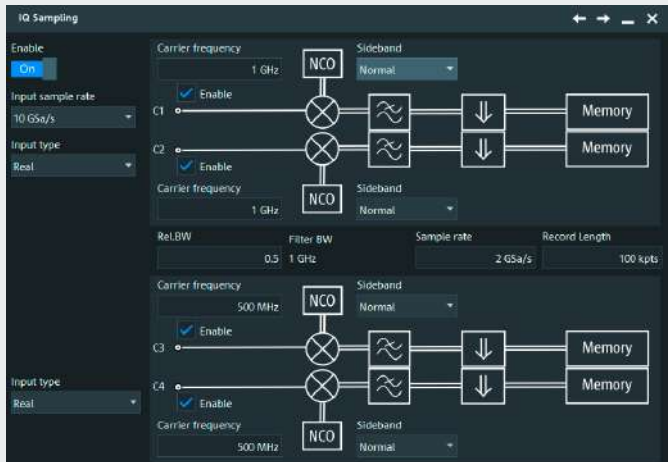 IQ Sampling
Enable
On
Input sample rate
10 GSa/s
Input type
Real
Carrier frequency
1 GHz
NCO
Sideband
Normal
Enable
C1
Memory
C2
Memory
Enable
Carrier frequency
1 GHz
NCO
Sideband
Normal
Rel.BW
0.5
Filter BW
1 GHz
Sample rate
2 GSa/s
Record Length
100 kpts
Carrier frequency
500 MHz
NCO
Sideband
Normal
Enable
C3
Memory
Input type
Real
C4
Memory
Enable
Carrier frequency
500 MHz
NCO
Sideband
Normal